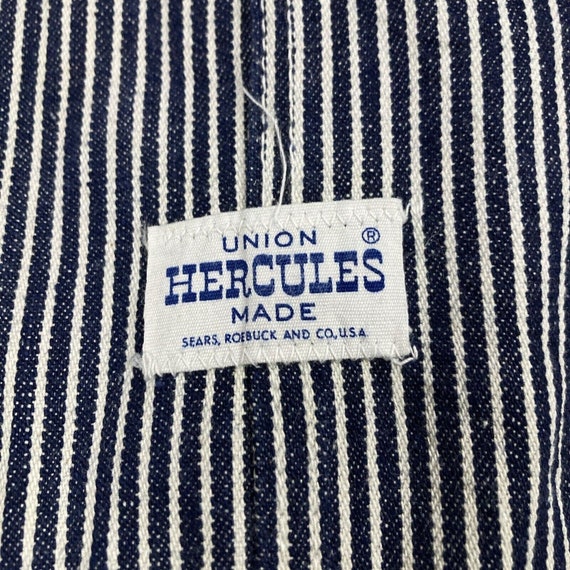 UNION ®
HERCULES
MADE
SEARS, ROEBUCK AND CO., U.S.A.